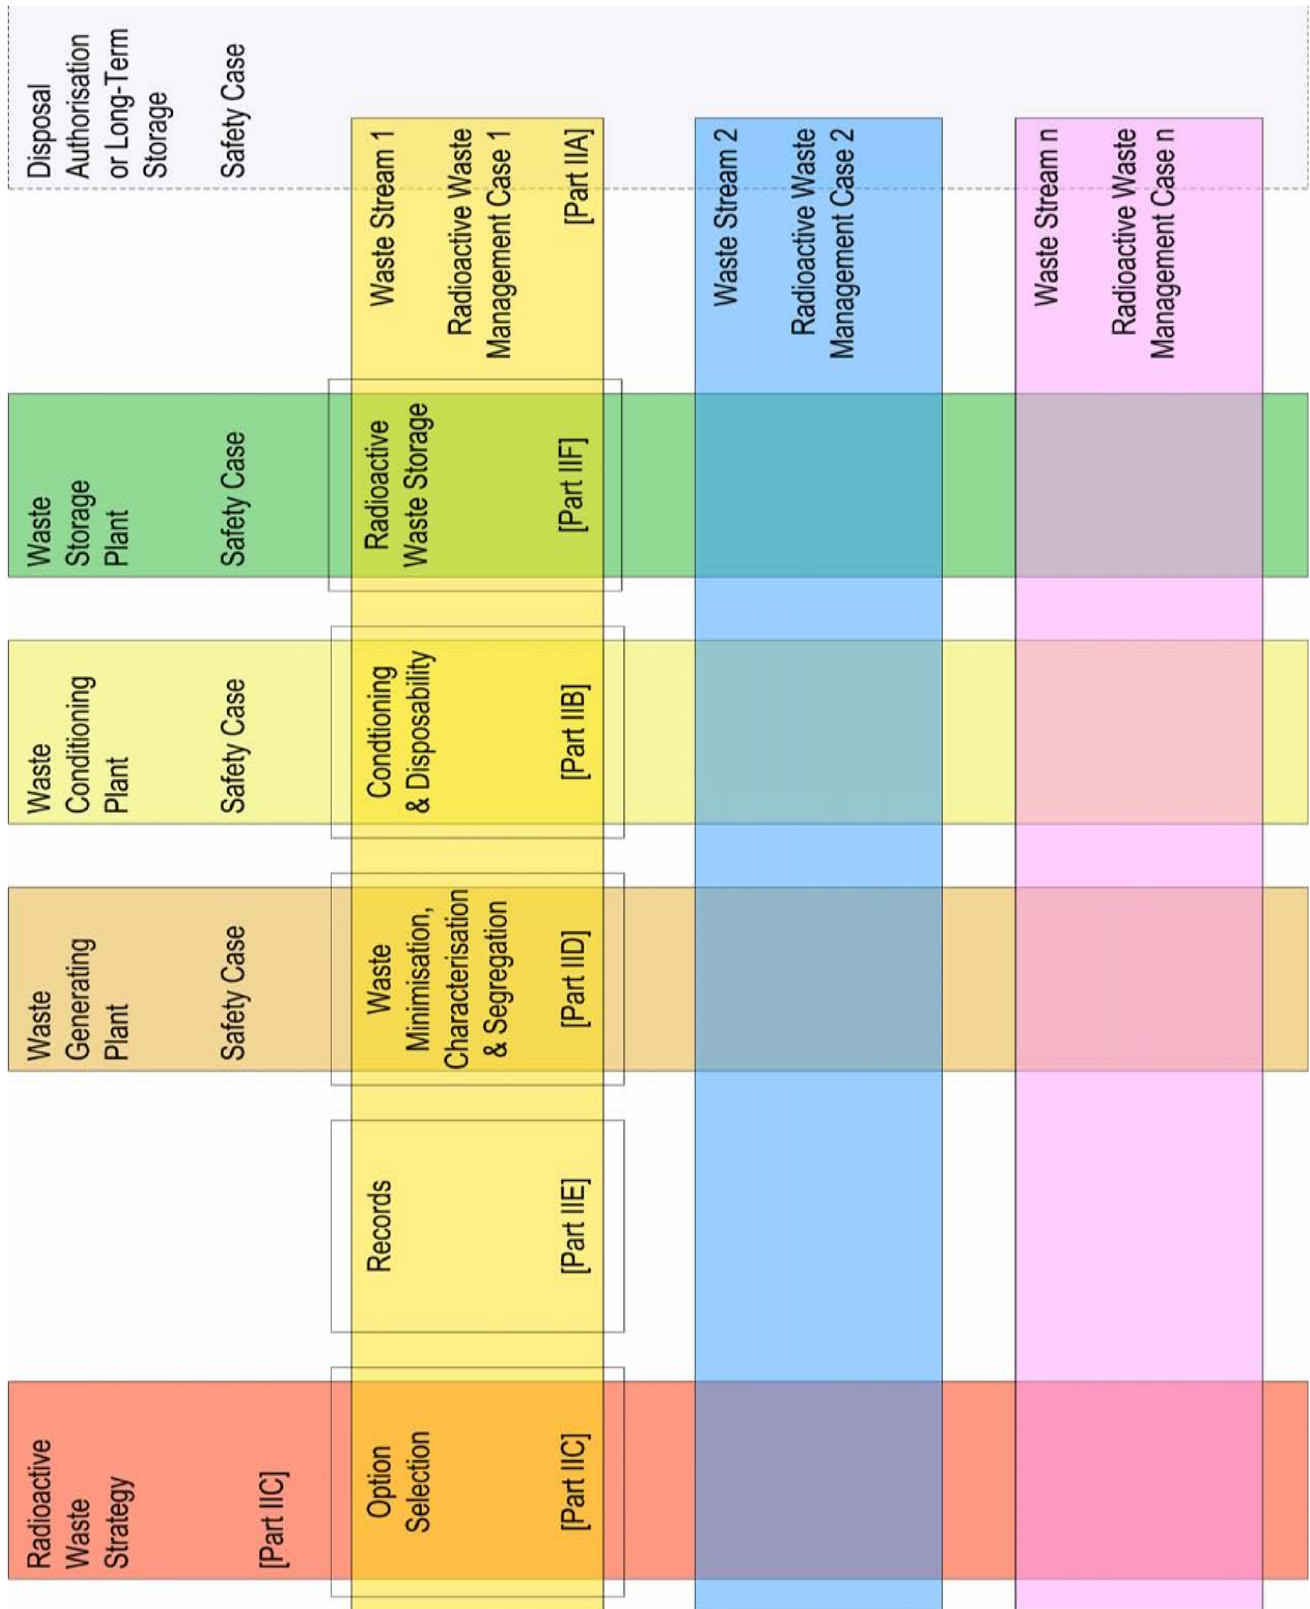 Radioactive
Waste
Strategy
[Part IIC]
Waste
Generating
Plant
Safety Case
Waste
Conditioning
Plant
Safety Case
Waste
Storage
Plant
Safety Case
Disposal
Authorisation
or Long-Term
Storage
Safety Case
Option
Selection
[Part IIC]
Records
[Part IIE]
Waste
Minimisation,
Characterisation
& Segregation
[Part IID]
Condtioning
& Disposability
[Part IIB]
Radioactive
Waste Storage
[Part IIF]
Waste Stream 1
Radioactive Waste
Management Case 1
[Part IIA]
Waste Stream 2
Radioactive Waste
Management Case 2
Waste Stream n
Radioactive Waste
Management Case n